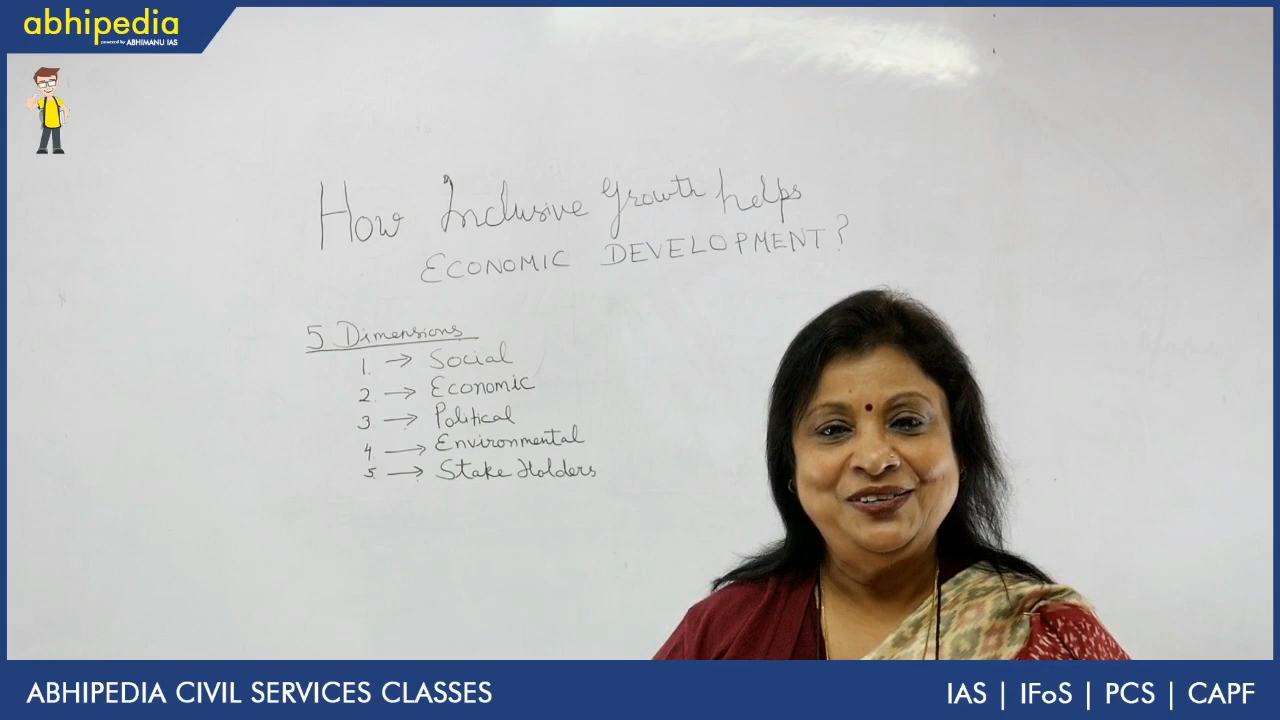 abhipedia
powered by ABHIMANU IAS
How Inclusive Growth helps
ECONOMIC DEVELOPMENT?
5 Dimensions
1. → Social
2. → Economic
3. → Political
4. → Environmental
5. → Stake Holders
ABHIPEDIA CIVIL SERVICES CLASSES
IAS | IFoS | PCS | CAPF